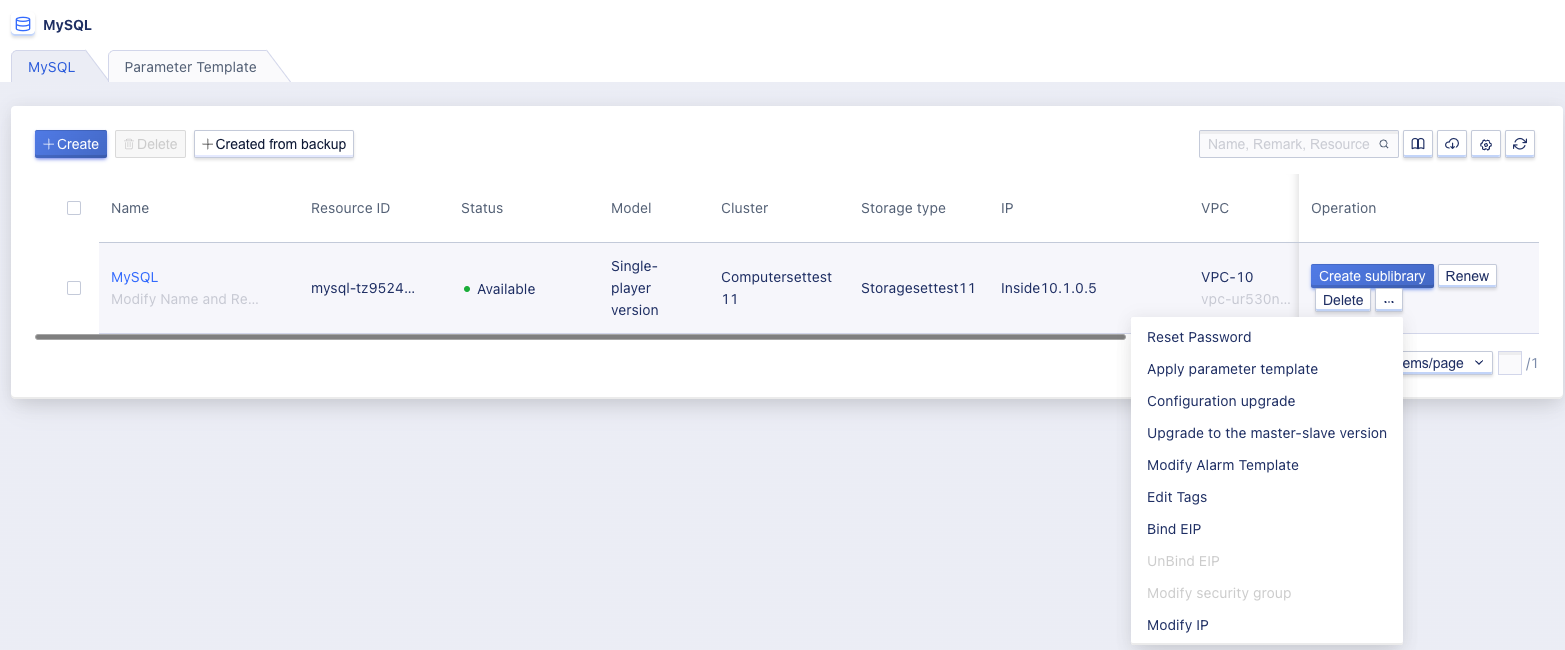 MySQL
MySQL
Parameter Template
Create
Delete
Created from backup
Name, Remark, Resource
Name
Resource ID
Status
Model
Cluster
Storage type
IP
VPC
Operation
MySQL
Modify Name and Re...
mysql-tz9524...
Available
Single-
player
version
Computersettest
11
Storagesettest11
Inside10.1.0.5
VPC-10
vpc-ur530n...
Create sublibrary
Renew
Delete
...
ems/page
/1
Reset Password
Apply parameter template
Configuration upgrade
Upgrade to the master-slave version
Modify Alarm Template
Edit Tags
Bind EIP
UnBind EIP
Modify security group
Modify IP